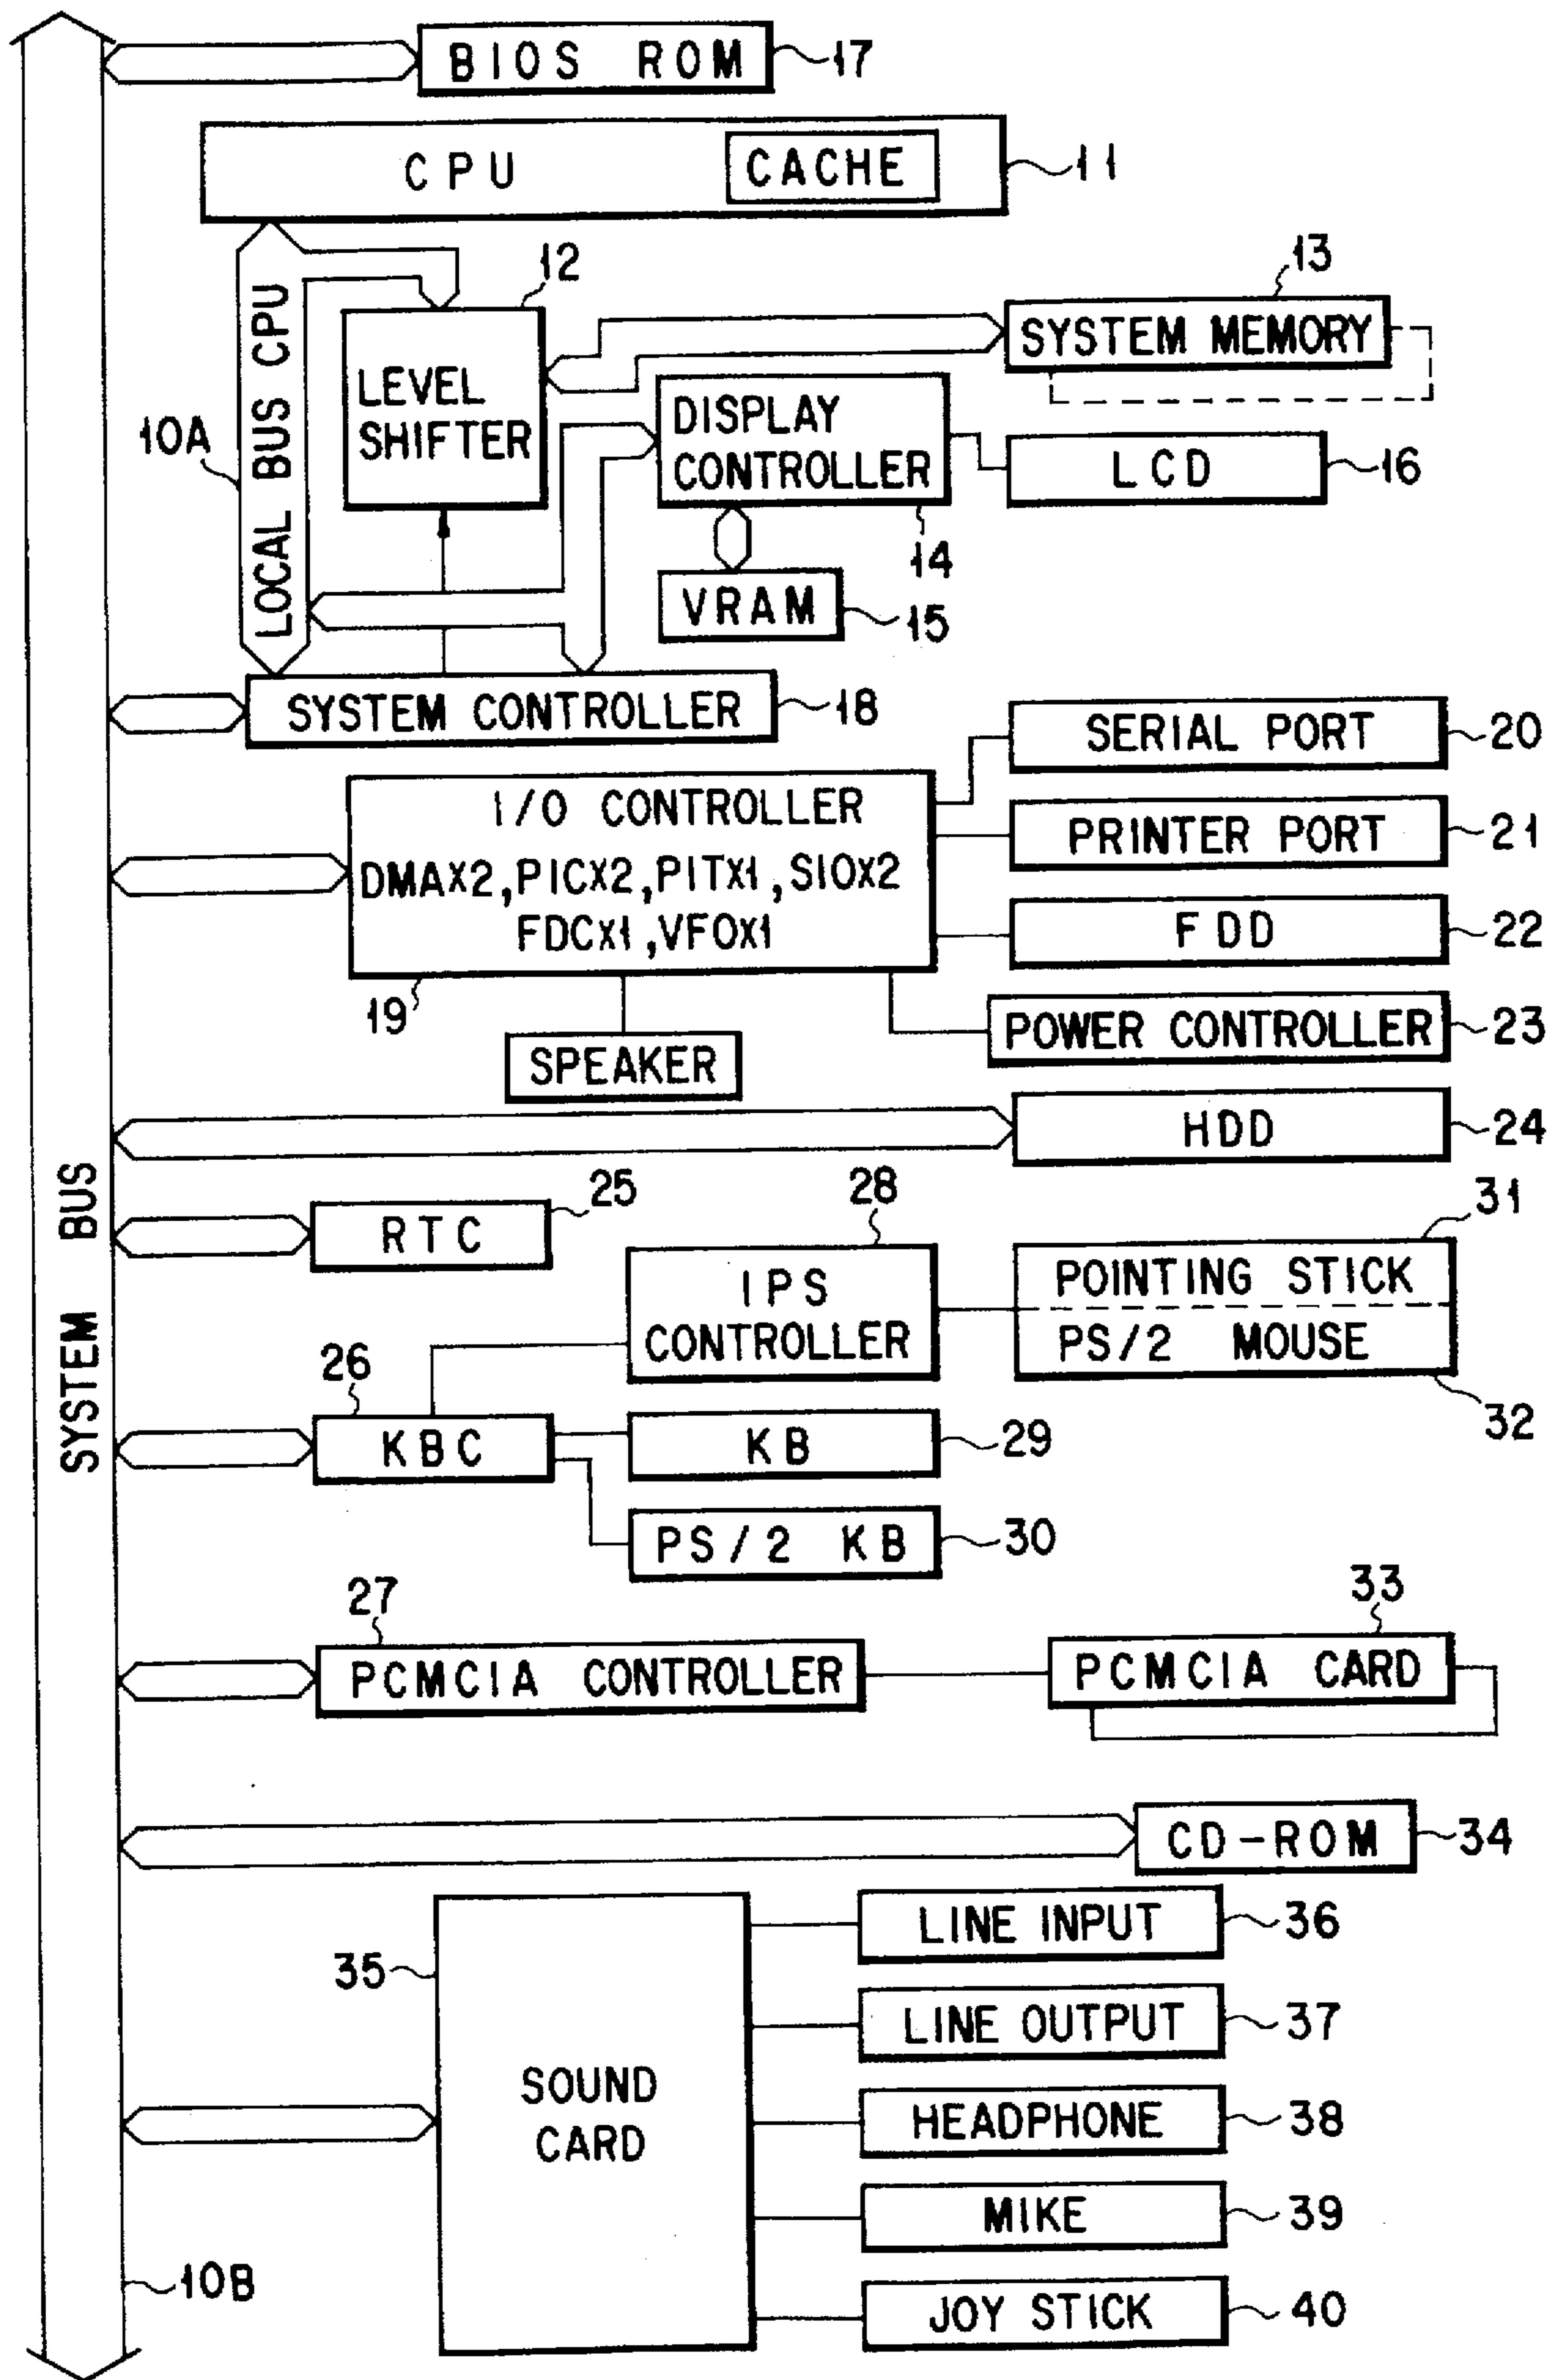 BIOS ROM
17
CPU
CACHE
11
12
13
LOCAL BUS CPU
10A
LEVEL
SHIFTER
SYSTEM MEMORY
DISPLAY
CONTROLLER
LCD
16
14
VRAM
15
SYSTEM CONTROLLER
18
SERIAL PORT
20
I/O CONTROLLER
DMAX2, PICX2, PITX1, SIOX2
FDCX1, VFOX1
PRINTER PORT
21
FDD
22
19
POWER CONTROLLER
23
SPEAKER
HDD
24
SYSTEM BUS
25
RTC
28
31
IPS
CONTROLLER
POINTING STICK
PS/2 MOUSE
32
26
KBC
KB
29
PS/2 KB
30
27
PCMCIA CONTROLLER
33
PCMCIA CARD
CD-ROM
34
35
SOUND
CARD
LINE INPUT
36
LINE OUTPUT
37
HEADPHONE
38
MIKE
39
JOY STICK
40
10B